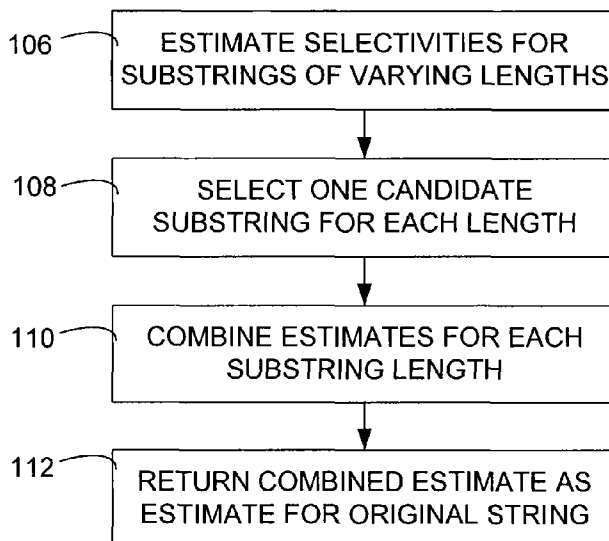 106
ESTIMATE SELECTIVITIES FOR
SUBSTRINGS OF VARYING LENGTHS
108
SELECT ONE CANDIDATE
SUBSTRING FOR EACH LENGTH
110
COMBINE ESTIMATES FOR EACH
SUBSTRING LENGTH
112
RETURN COMBINED ESTIMATE AS
ESTIMATE FOR ORIGINAL STRING